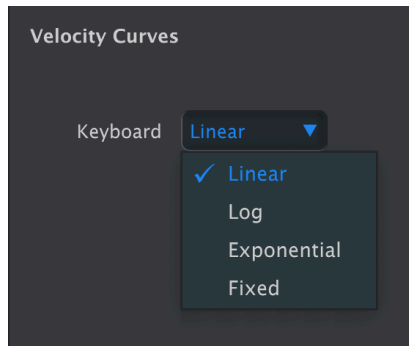 Velocity Curves
Keyboard Linear
Linear
Log
Exponential
Fixed